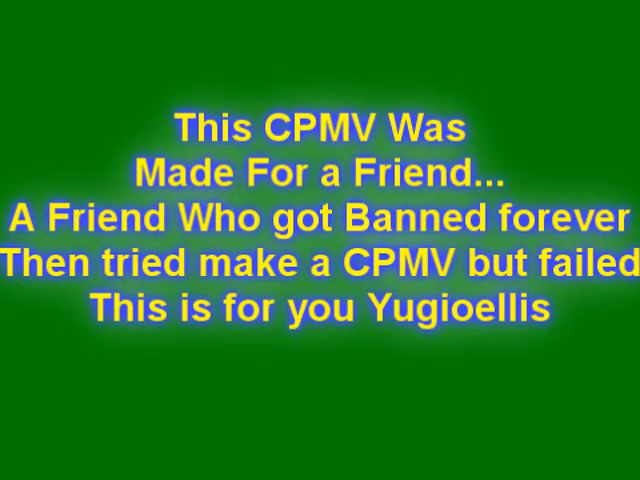 This CPMV Was
Made For a Friend...
A Friend Who got Banned forever
Then tried make a CPMV but failed
This is for you Yugioellis